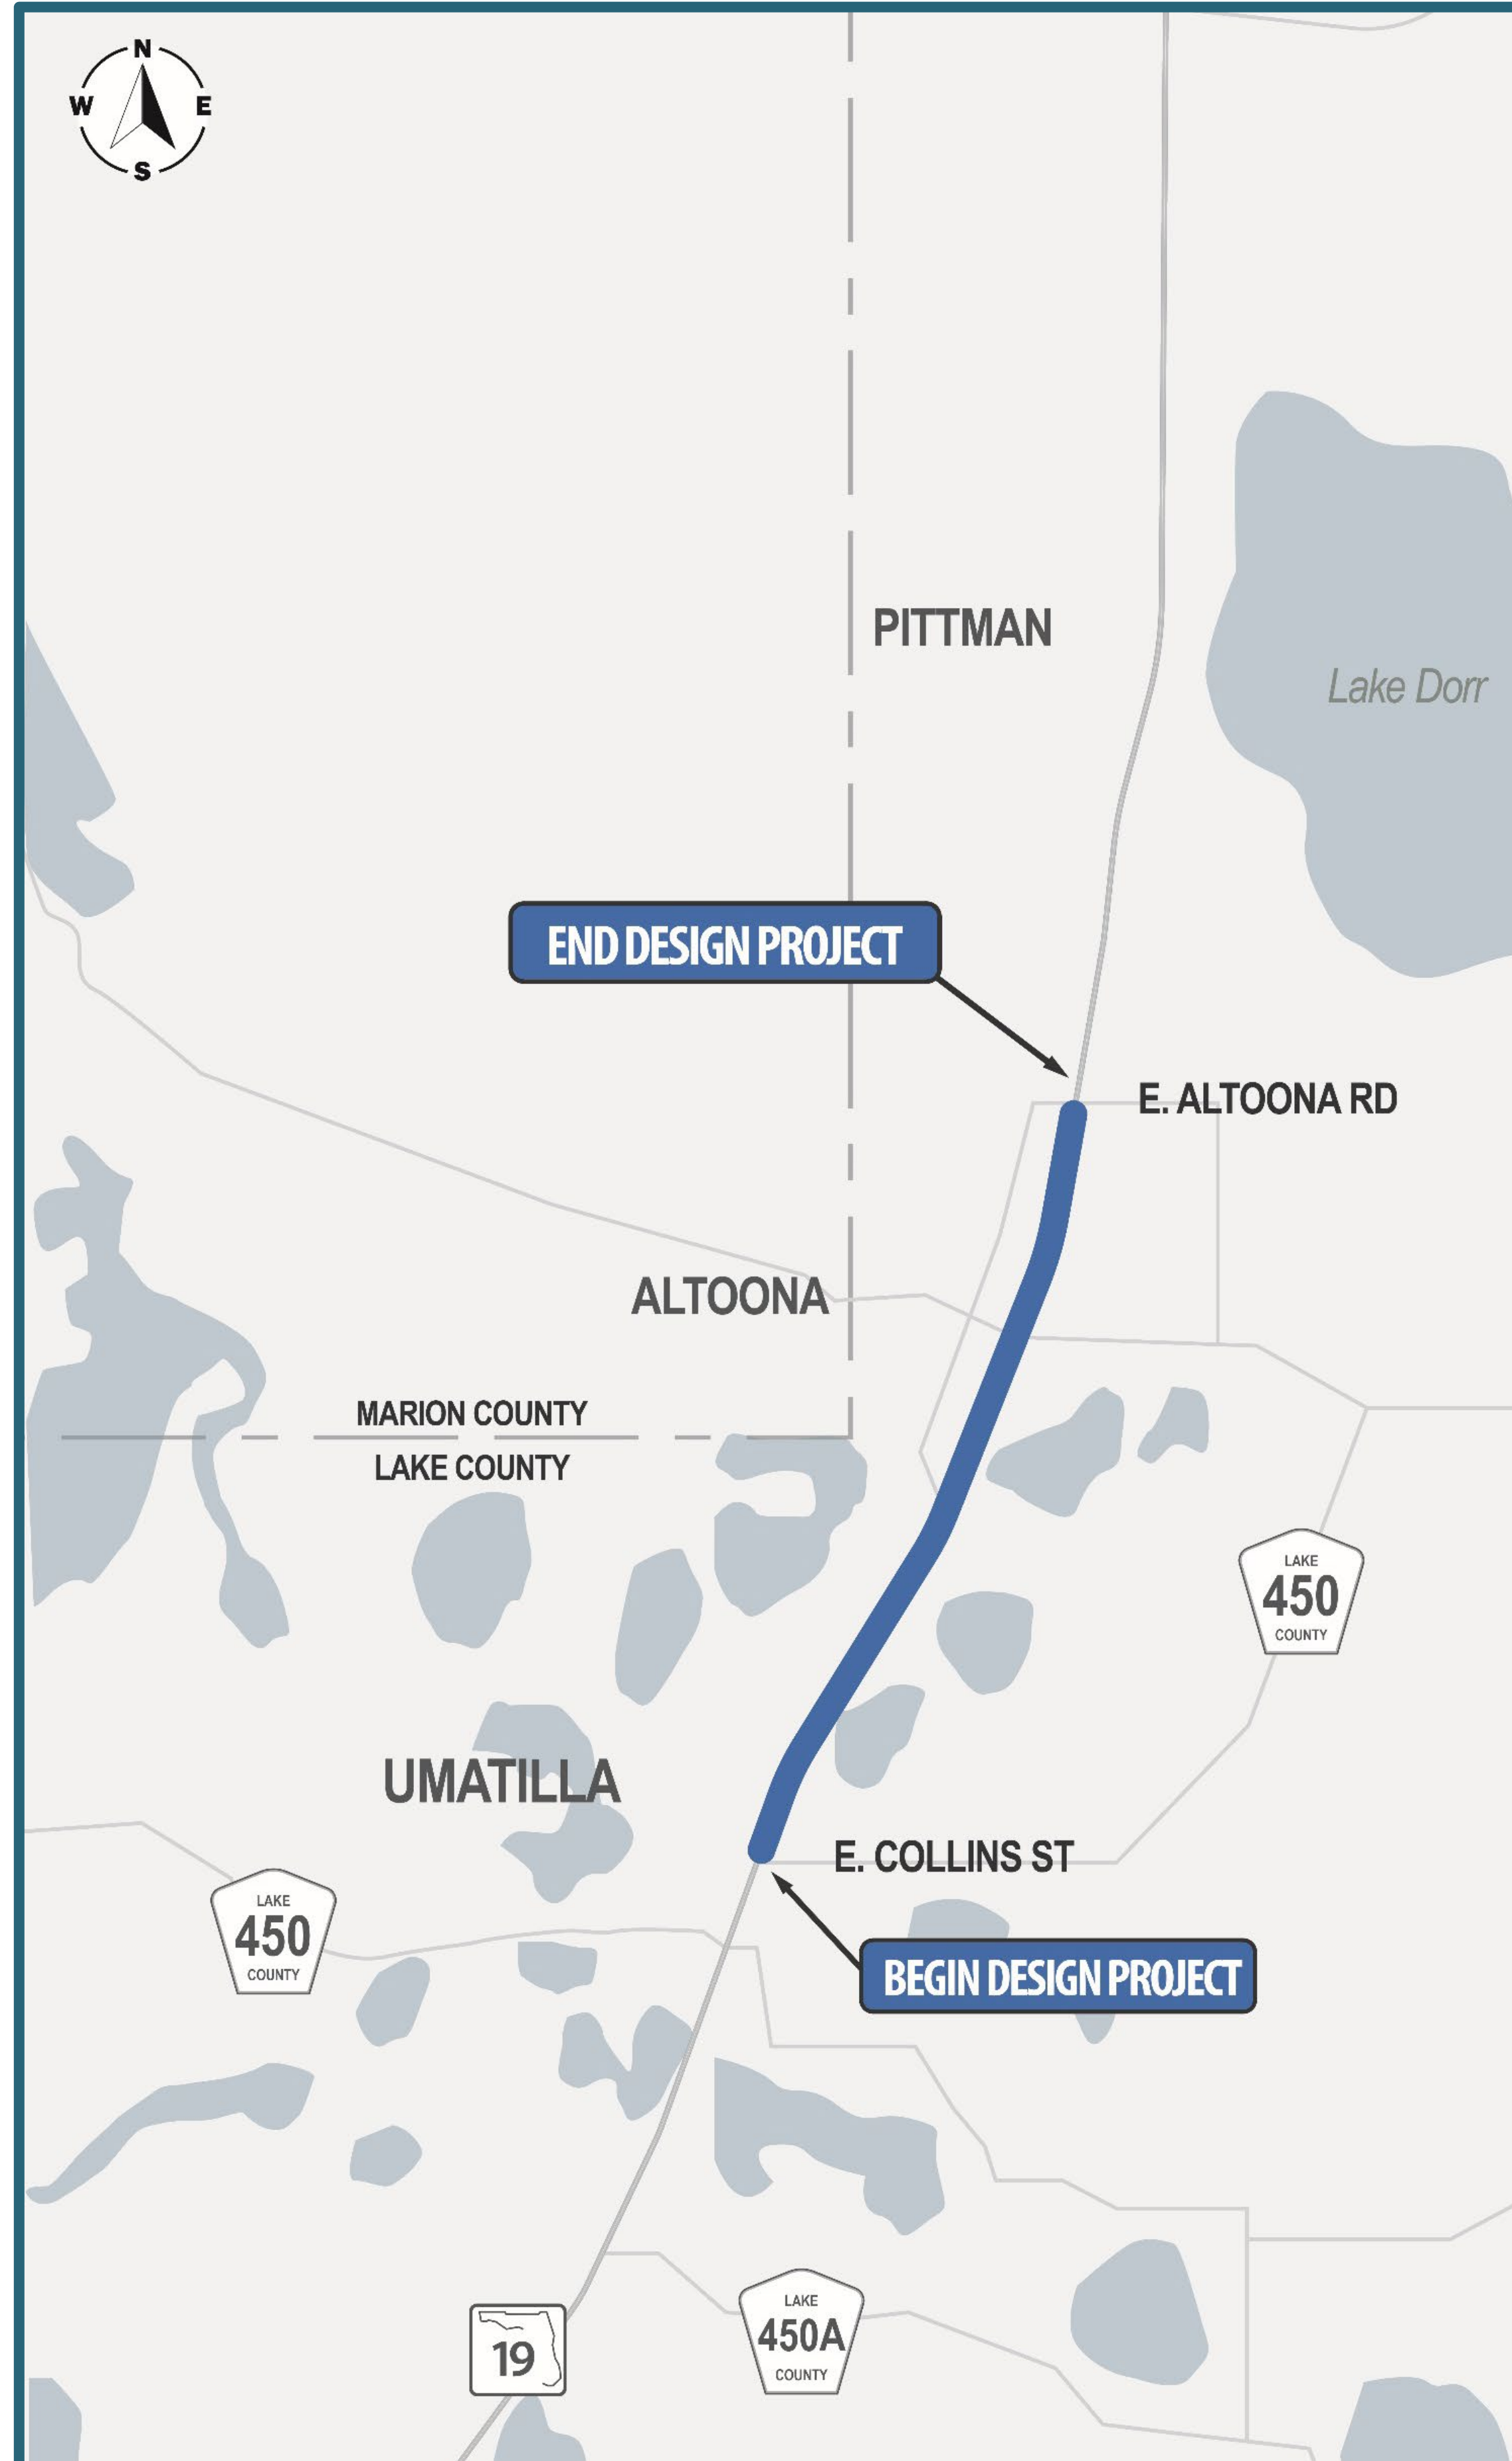 N
W E
S
PITTMAN
Lake Dorr
END DESIGN PROJECT
E. ALTOONA RD
ALTOONA
MARION COUNTY
LAKE COUNTY
LAKE
450
COUNTY
UMATILLA
E. COLLINS ST
LAKE
450
COUNTY
BEGIN DESIGN PROJECT
LAKE
450A
COUNTY
19